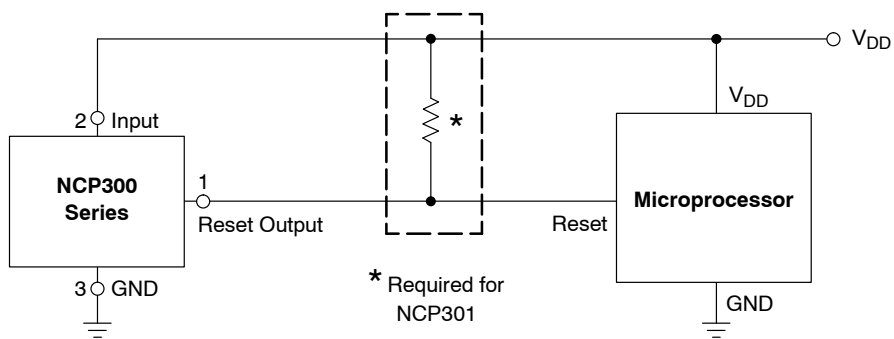 V_DD
2 Input
*
V_DD
NCP300
Series
1
Reset Output
Reset
Microprocessor
3 GND
* Required for
NCP301
GND